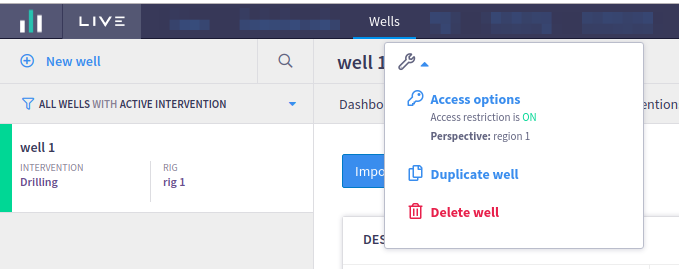 LIVE
Wells
New well
well 1
ALL WELLS WITH ACTIVE INTERVENTION
Dashbo
ention
Access options
Access restriction is ON
Perspective: region 1
well 1
INTERVENTION
RIG
Drilling
rig 1
Impo
Duplicate well
Delete well
DES